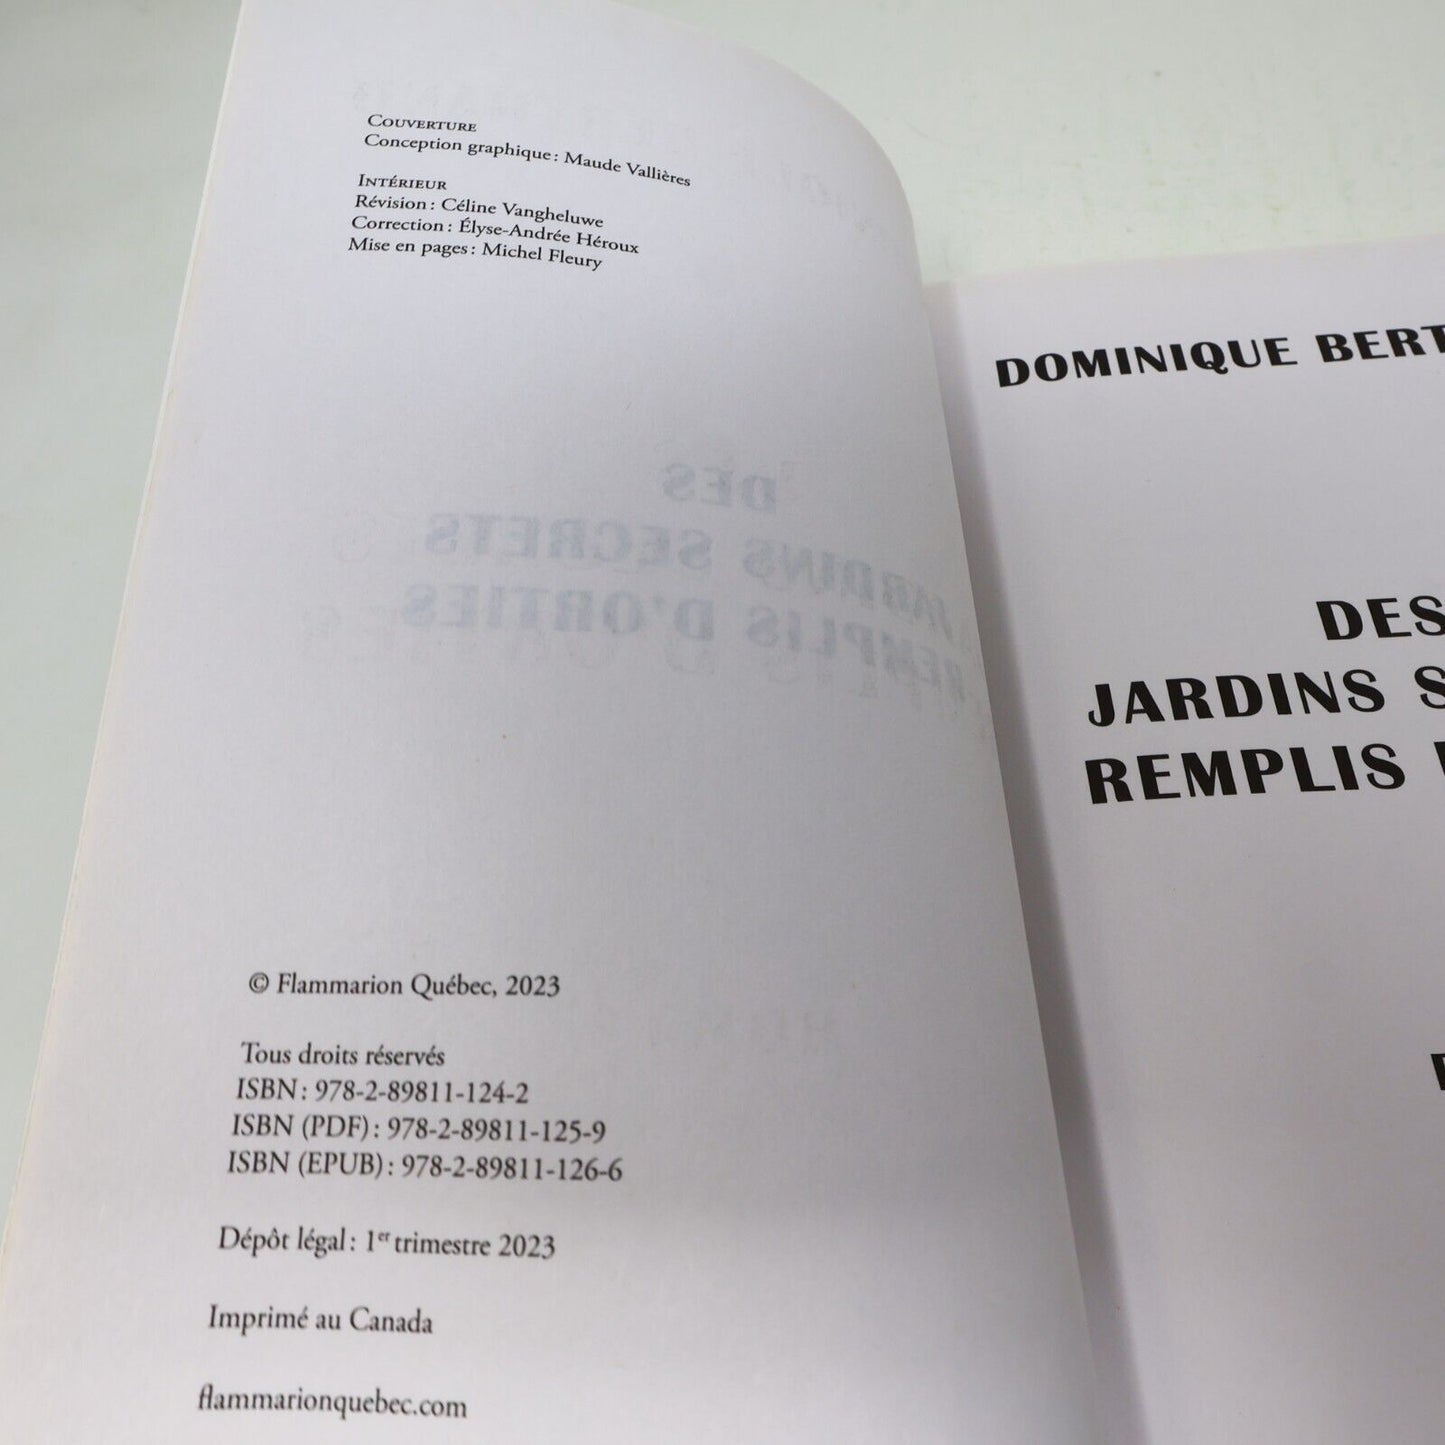 COUVERTURE
Conception graphique : Maude Vallières
INTÉRIEUR
Révision : Céline Vangheluwe
Correction : Élyse-Andrée Héroux
Mise en pages : Michel Fleury
© Flammarion Québec, 2023
Tous droits réservés
ISBN : 978-2-89811-124-2
ISBN (PDF) : 978-2-89811-125-9
ISBN (EPUB) : 978-2-89811-126-6
Dépôt légal : 1er trimestre 2023
Imprimé au Canada
flammarionquebec.com
DOMINIQUE BERT
DES
JARDINS S
REMPLIS